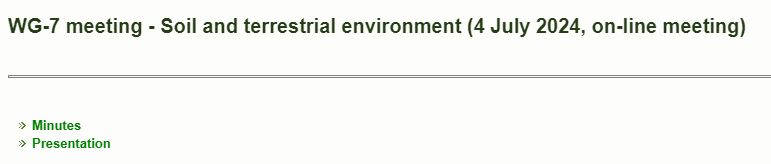 WG-7 meeting - Soil and terrestrial environment (4 July 2024, on-line meeting)
Minutes
Presentation